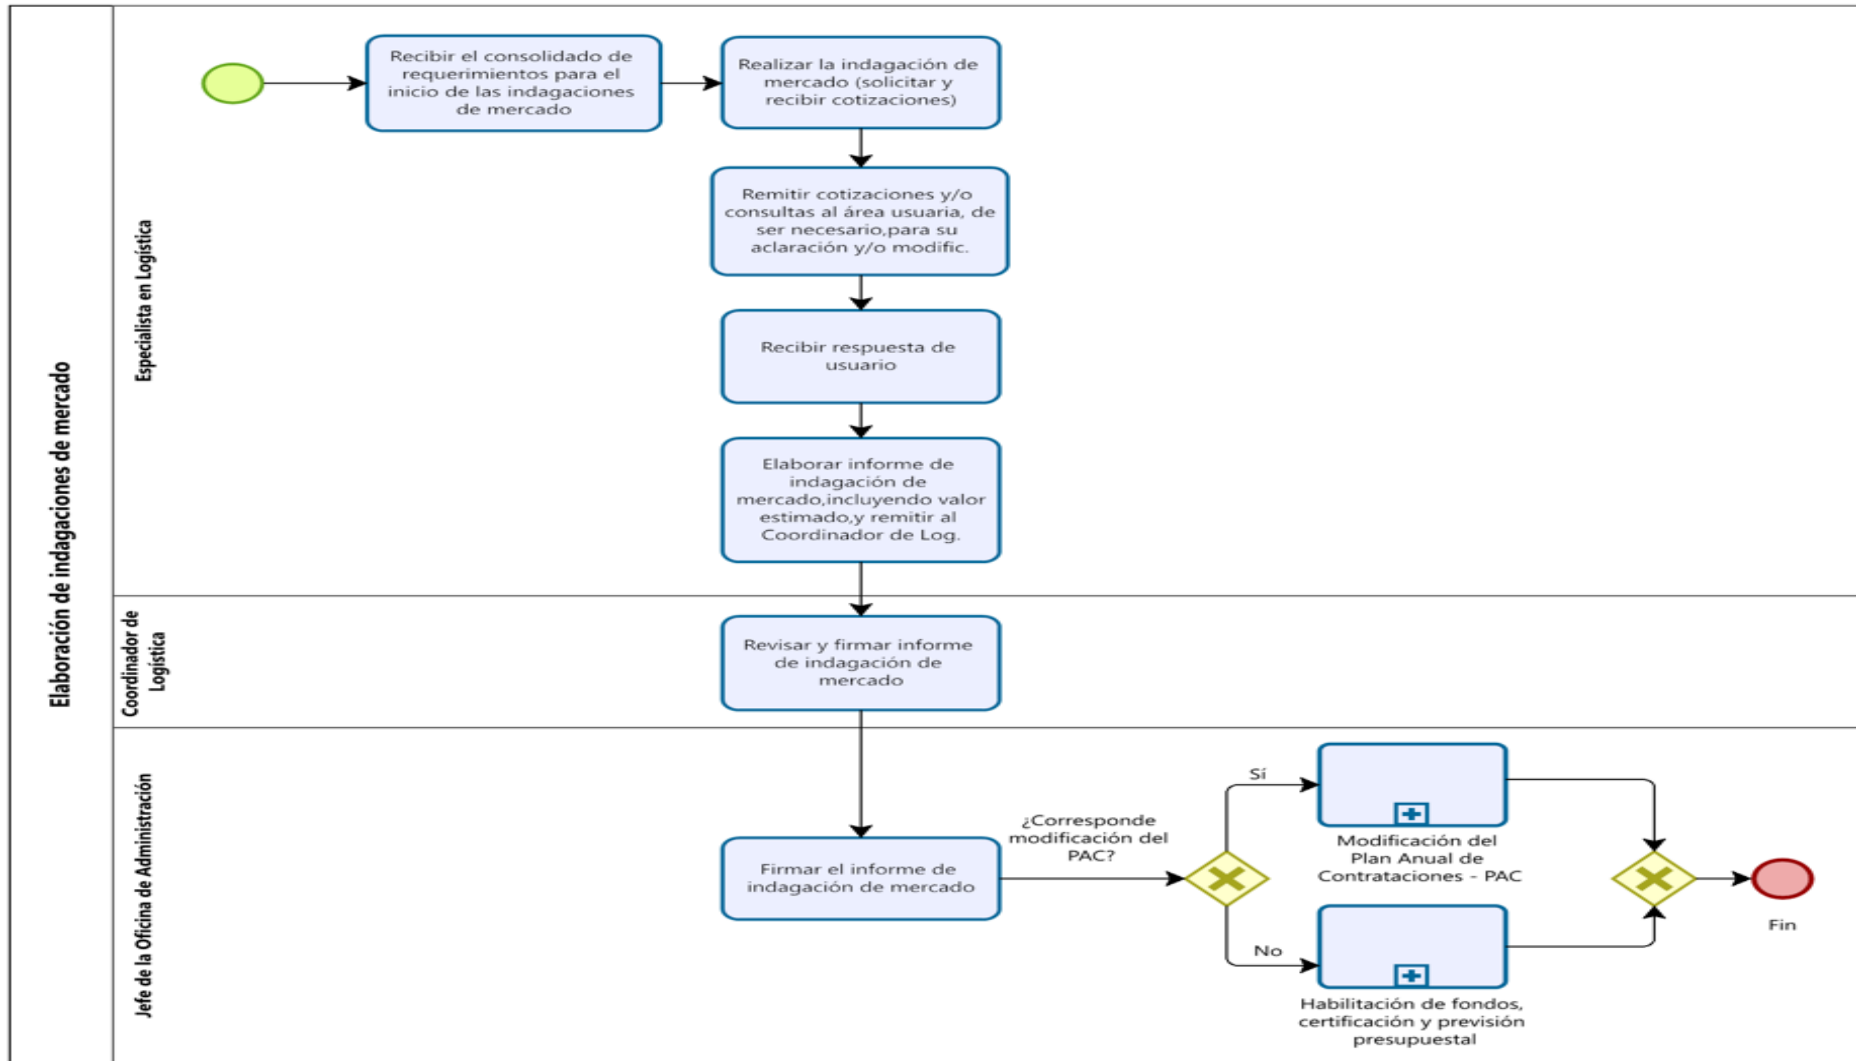 Elaboración de indagaciones de mercado
Especialista en Logística
Recibir el consolidado de
requerimientos para el
inicio de las indagaciones
de mercado
Realizar la indagación de
mercado (solicitar y
recibir cotizaciones)
Remitir cotizaciones y/o
consultas al área usuaria, de
ser necesario,para su
aclaración y/o modific.
Recibir respuesta de
usuario
Elaborar informe de
indagación de
mercado,incluyendo valor
estimado,y remitir al
Coordinador de Log.
Coordinador de
Logística
Revisar y firmar informe
de indagación de
mercado
Jefe de la Oficina de Administración
Firmar el informe de
indagación de mercado
¿Corresponde
modificación del
PAC?
Sí
Modificación del
Plan Anual de
Contrataciones - PAC
No
Habilitación de fondos,
certificación y previsión
presupuestal
Fin